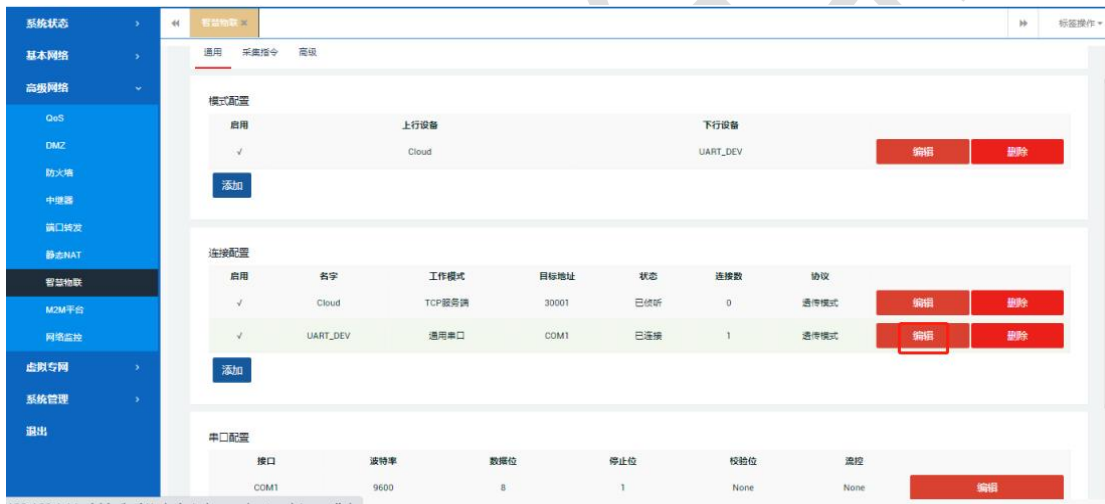 系统状态
智慧物联
标签操作
基本网络
通用 采集指令 高级
高级网络
模式配置
QoS
启用 上行设备 下行设备
DMZ
√ Cloud UART_DEV 编辑 删除
防火墙
添加
中继器
端口转发
静态NAT
连接配置
智慧物联
启用 名字 工作模式 目标地址 状态 连接数 协议
M2M平台
√ Cloud TCP服务端 30001 已侦听 0 透传模式 编辑 删除
网络监控
√ UART_DEV 通用串口 COM1 已连接 1 透传模式 编辑 删除
虚拟专网
添加
系统管理
退出
串口配置
接口 波特率 数据位 停止位 校验位 流控
COM1 9600 8 1 None None 编辑